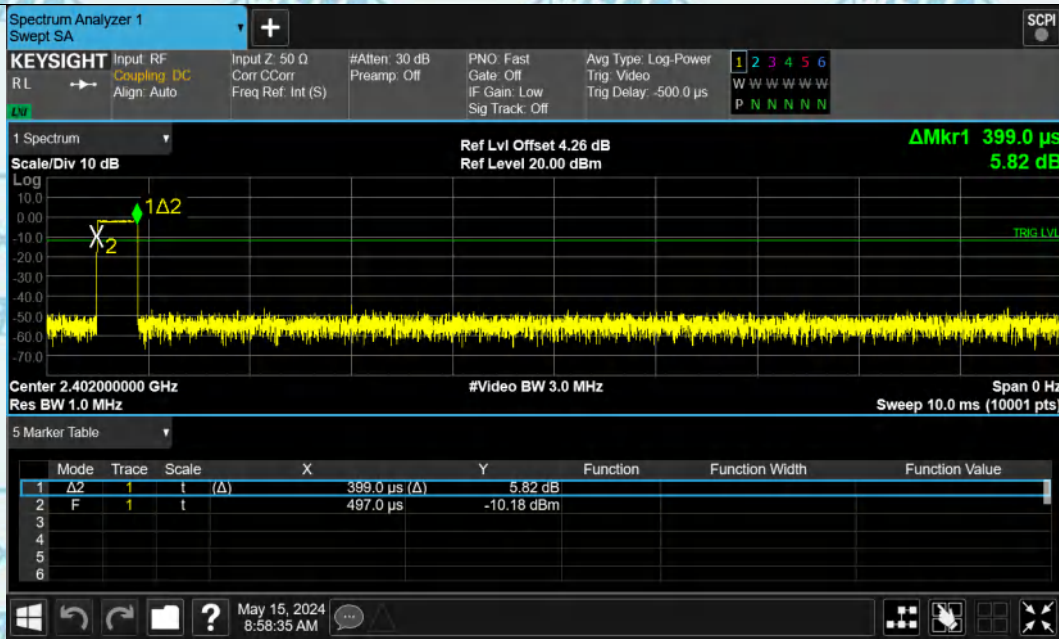 Spectrum Analyzer 1
Swept SA
+
SCPI
KEYSIGHT
RL
LXI
Input: RF
Coupling: DC
Align: Auto
Input Z: 50 Ω
Corr CCorr
Freq Ref: Int (S)
#Atten: 30 dB
Preamp: Off
PNO: Fast
Gate: Off
IF Gain: Low
Sig Track: Off
Avg Type: Log-Power
Trig: Video
Trig Delay: -500.0 µs
1 2 3 4 5 6
W W W W W W
P N N N N N
1 Spectrum
Scale/Div 10 dB
Ref Lvl Offset 4.26 dB
Ref Level 20.00 dBm
ΔMkr1 399.0 µs
5.82 dB
Log
10.0
0.00
-10.0
-20.0
-30.0
-40.0
-50.0
-60.0
-70.0
1Δ2
2
TRIG LVL
Center 2.402000000 GHz
#Video BW 3.0 MHz
Span 0 Hz
Res BW 1.0 MHz
Sweep 10.0 ms (10001 pts)
5 Marker Table
Mode Trace Scale X Y Function Function Width Function Value
1 Δ2 1 t (Δ) 399.0 µs (Δ) 5.82 dB
2 F 1 t 497.0 µs -10.18 dBm
3
4
5
6
?
May 15, 2024
8:58:35 AM